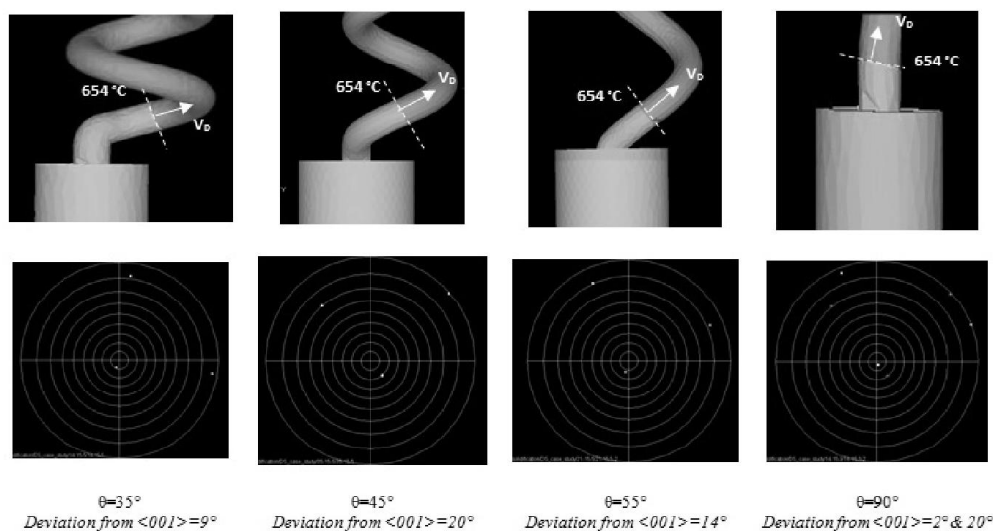 654 °C
V_D
654 °C
V_D
654 °C
V_D
654 °C
V_D
Y
θ=35° θ=45° θ=55° θ=90°
Deviation from <001>=9° Deviation from <001>=20° Deviation from <001>=14° Deviation from <001>=2° & 20°